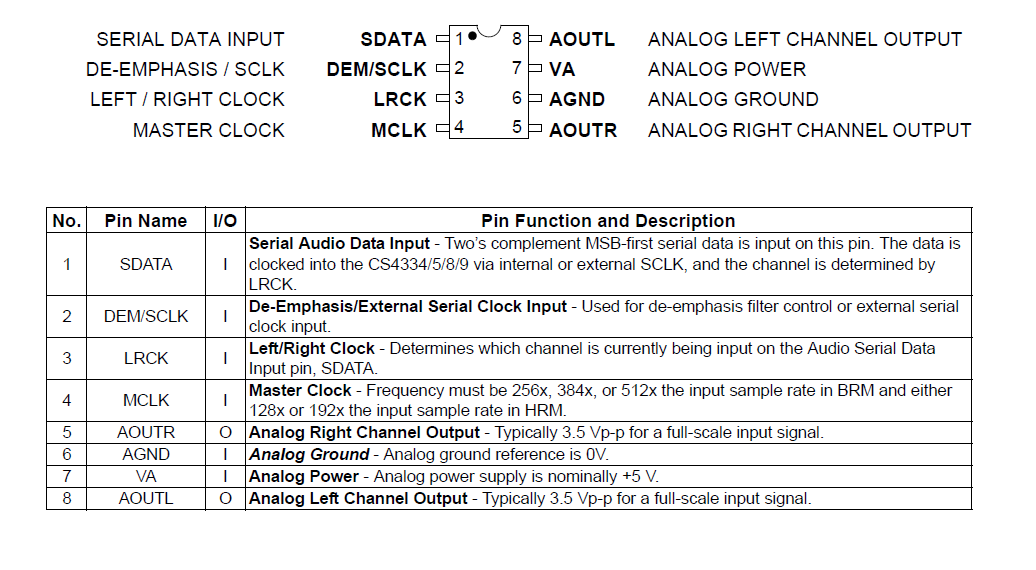 SERIAL DATA INPUT SDATA 1 8 AOUTL ANALOG LEFT CHANNEL OUTPUT
DE-EMPHASIS / SCLK DEM/SCLK 2 7 VA ANALOG POWER
LEFT / RIGHT CLOCK LRCK 3 6 AGND ANALOG GROUND
MASTER CLOCK MCLK 4 5 AOUTR ANALOG RIGHT CHANNEL OUTPUT
No. Pin Name I/O Pin Function and Description
1 SDATA I Serial Audio Data Input - Two's complement MSB-first serial data is input on this pin. The data is
clocked into the CS4334/5/8/9 via internal or external SCLK, and the channel is determined by
LRCK.
2 DEM/SCLK I De-Emphasis/External Serial Clock Input - Used for de-emphasis filter control or external serial
clock input.
3 LRCK I Left/Right Clock - Determines which channel is currently being input on the Audio Serial Data
Input pin, SDATA.
4 MCLK I Master Clock - Frequency must be 256x, 384x, or 512x the input sample rate in BRM and either
128x or 192x the input sample rate in HRM.
5 AOUTR O Analog Right Channel Output - Typically 3.5 Vp-p for a full-scale input signal.
6 AGND I Analog Ground - Analog ground reference is 0V.
7 VA I Analog Power - Analog power supply is nominally +5 V.
8 AOUTL O Analog Left Channel Output - Typically 3.5 Vp-p for a full-scale input signal.